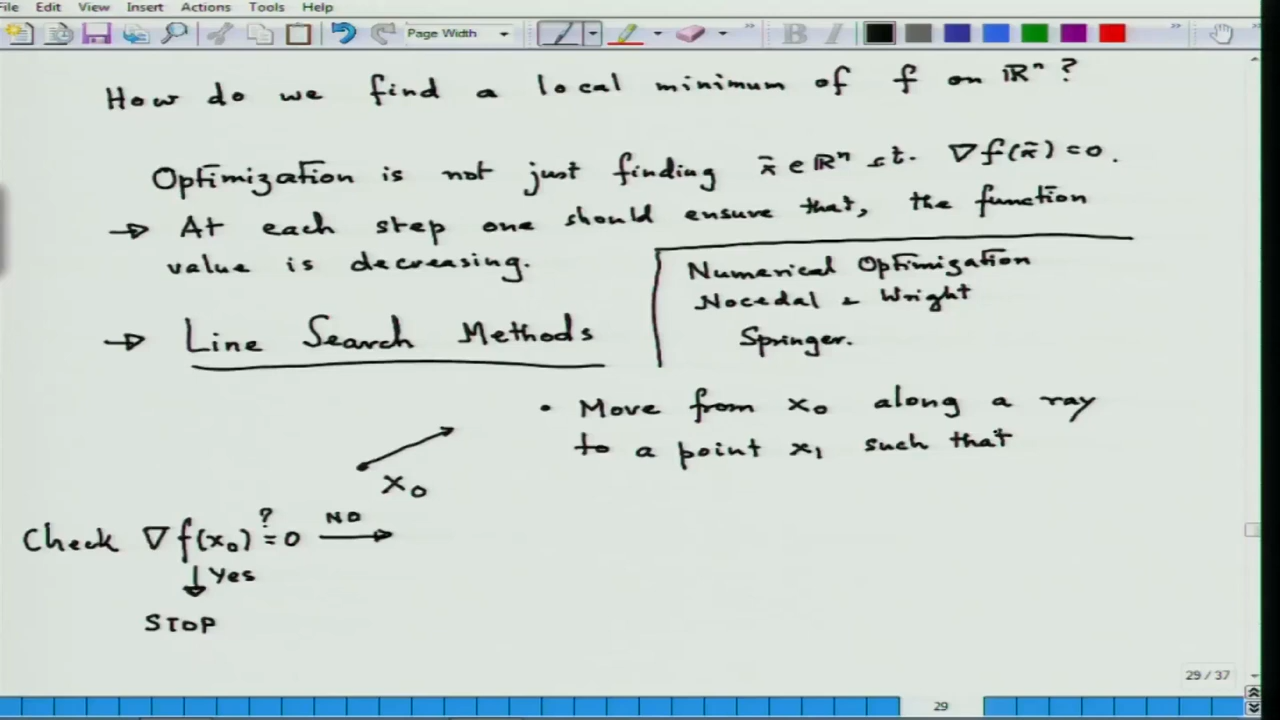 File Edit View Insert Actions Tools Help
Page Width
How do we find a local minimum of f on ℝⁿ ?
Optimization is not just finding x̄ ∈ ℝⁿ s.t. ∇f(x̄) = 0.
→ At each step one should ensure that, the function
value is decreasing.
Numerical Optimization
Nocedal & Wright
Springer.
→ Line Search Methods
• Move from x₀ along a ray
to a point x₁ such that
x₀
Check ∇f(x₀) ?= 0 NO →
↓ Yes
STOP
29 / 37
29